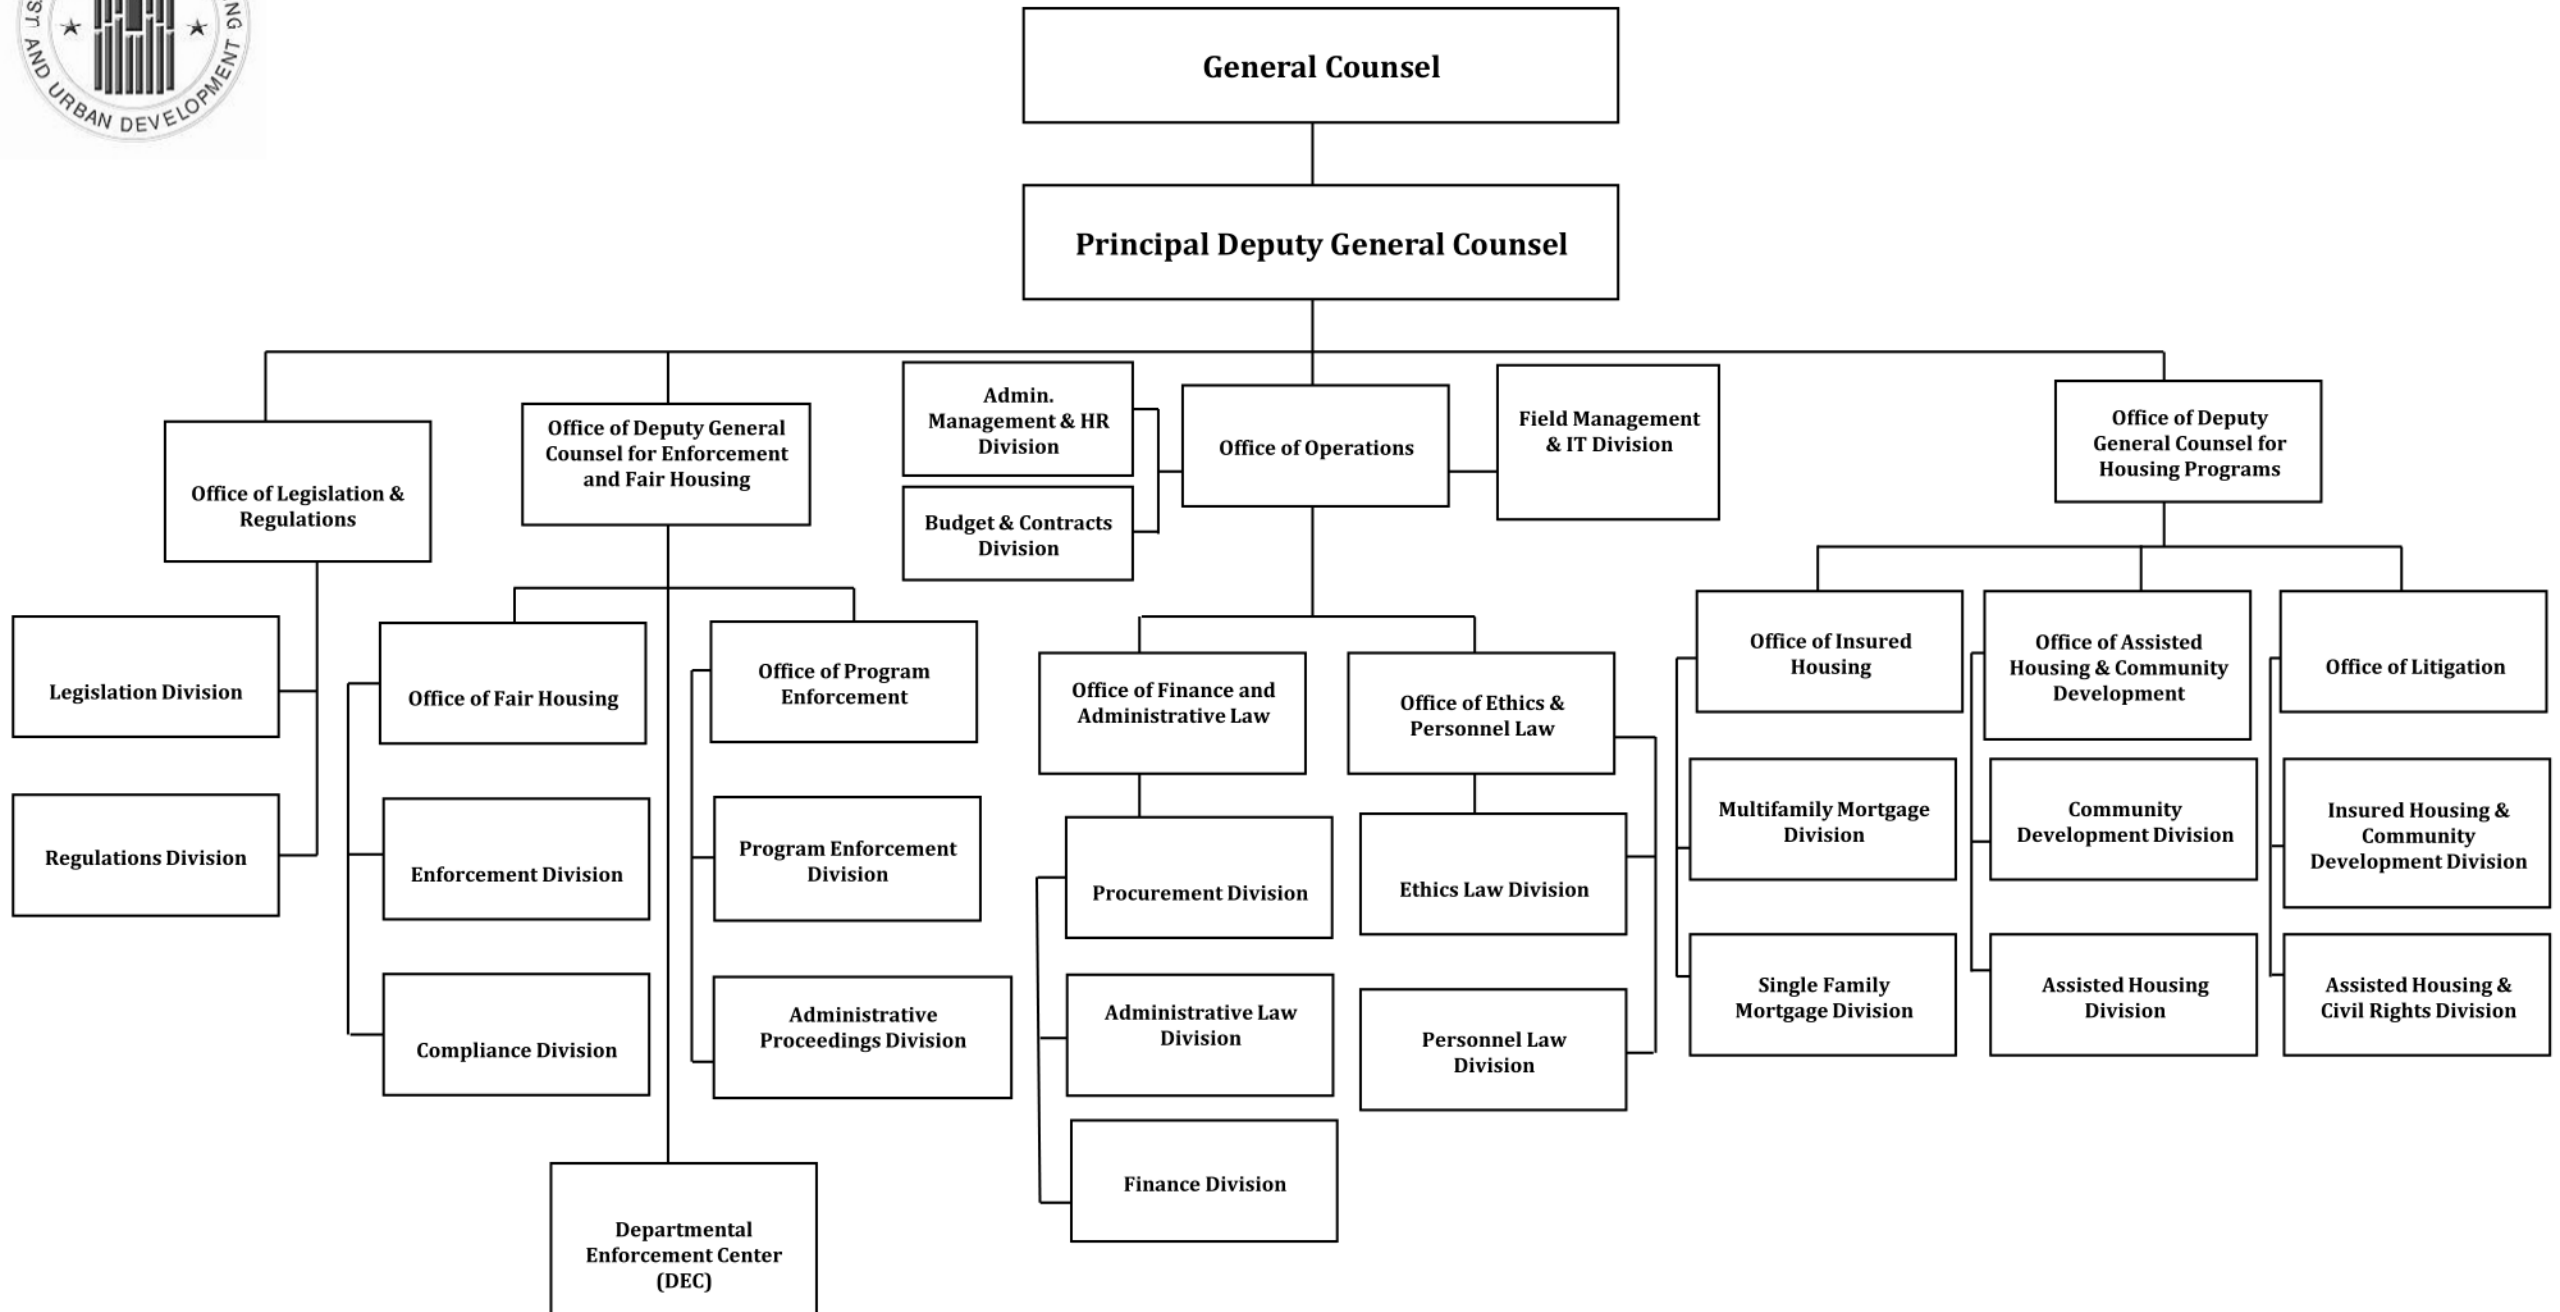 AND URBAN DEVELOPMENT
General Counsel
Principal Deputy General Counsel
Office of Legislation &
Regulations
Office of Deputy General
Counsel for Enforcement
and Fair Housing
Admin.
Management & HR
Division
Budget & Contracts
Division
Office of Operations
Field Management
& IT Division
Office of Deputy
General Counsel for
Housing Programs
Legislation Division
Regulations Division
Office of Fair Housing
Enforcement Division
Compliance Division
Office of Program
Enforcement
Program Enforcement
Division
Administrative
Proceedings Division
Departmental
Enforcement Center
(DEC)
Office of Finance and
Administrative Law
Procurement Division
Administrative Law
Division
Finance Division
Office of Ethics &
Personnel Law
Ethics Law Division
Personnel Law
Division
Office of Insured
Housing
Multifamily Mortgage
Division
Single Family
Mortgage Division
Office of Assisted
Housing & Community
Development
Community
Development Division
Assisted Housing
Division
Office of Litigation
Insured Housing &
Community
Development Division
Assisted Housing &
Civil Rights Division